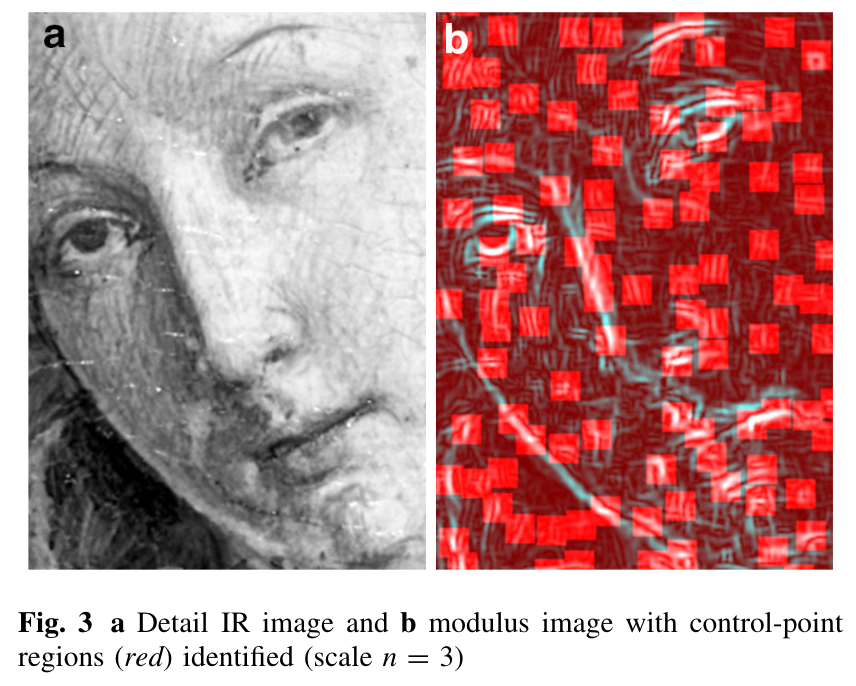 a
b
Fig. 3 a Detail IR image and b modulus image with control-point
regions (red) identified (scale n = 3)